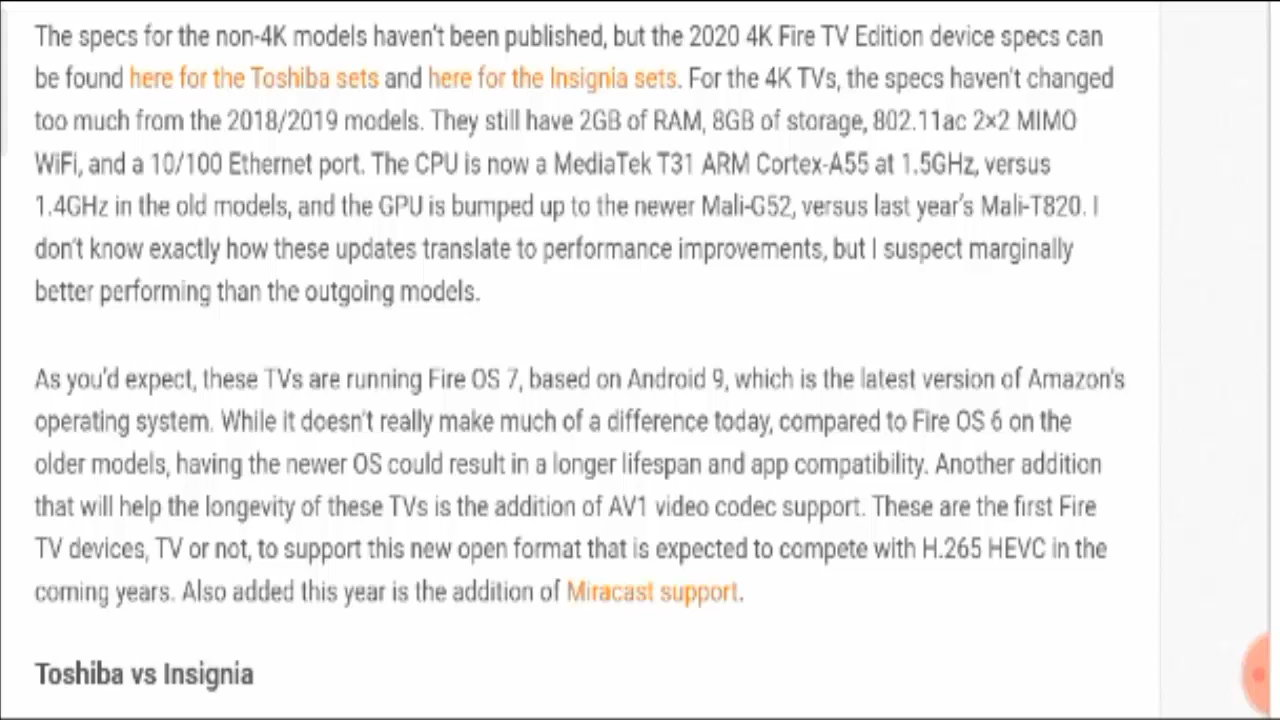 The specs for the non-4K models haven't been published, but the 2020 4K Fire TV Edition device specs can
be found here for the Toshiba sets and here for the Insignia sets. For the 4K TVs, the specs haven't changed
too much from the 2018/2019 models. They still have 2GB of RAM, 8GB of storage, 802.11ac 2×2 MIMO
WiFi, and a 10/100 Ethernet port. The CPU is now a MediaTek T31 ARM Cortex-A55 at 1.5GHz, versus
1.4GHz in the old models, and the GPU is bumped up to the newer Mali-G52, versus last year's Mali-T820. I
don't know exactly how these updates translate to performance improvements, but I suspect marginally
better performing than the outgoing models.
As you'd expect, these TVs are running Fire OS 7, based on Android 9, which is the latest version of Amazon's
operating system. While it doesn't really make much of a difference today, compared to Fire OS 6 on the
older models, having the newer OS could result in a longer lifespan and app compatibility. Another addition
that will help the longevity of these TVs is the addition of AV1 video codec support. These are the first Fire
TV devices, TV or not, to support this new open format that is expected to compete with H.265 HEVC in the
coming years. Also added this year is the addition of Miracast support.
Toshiba vs Insignia